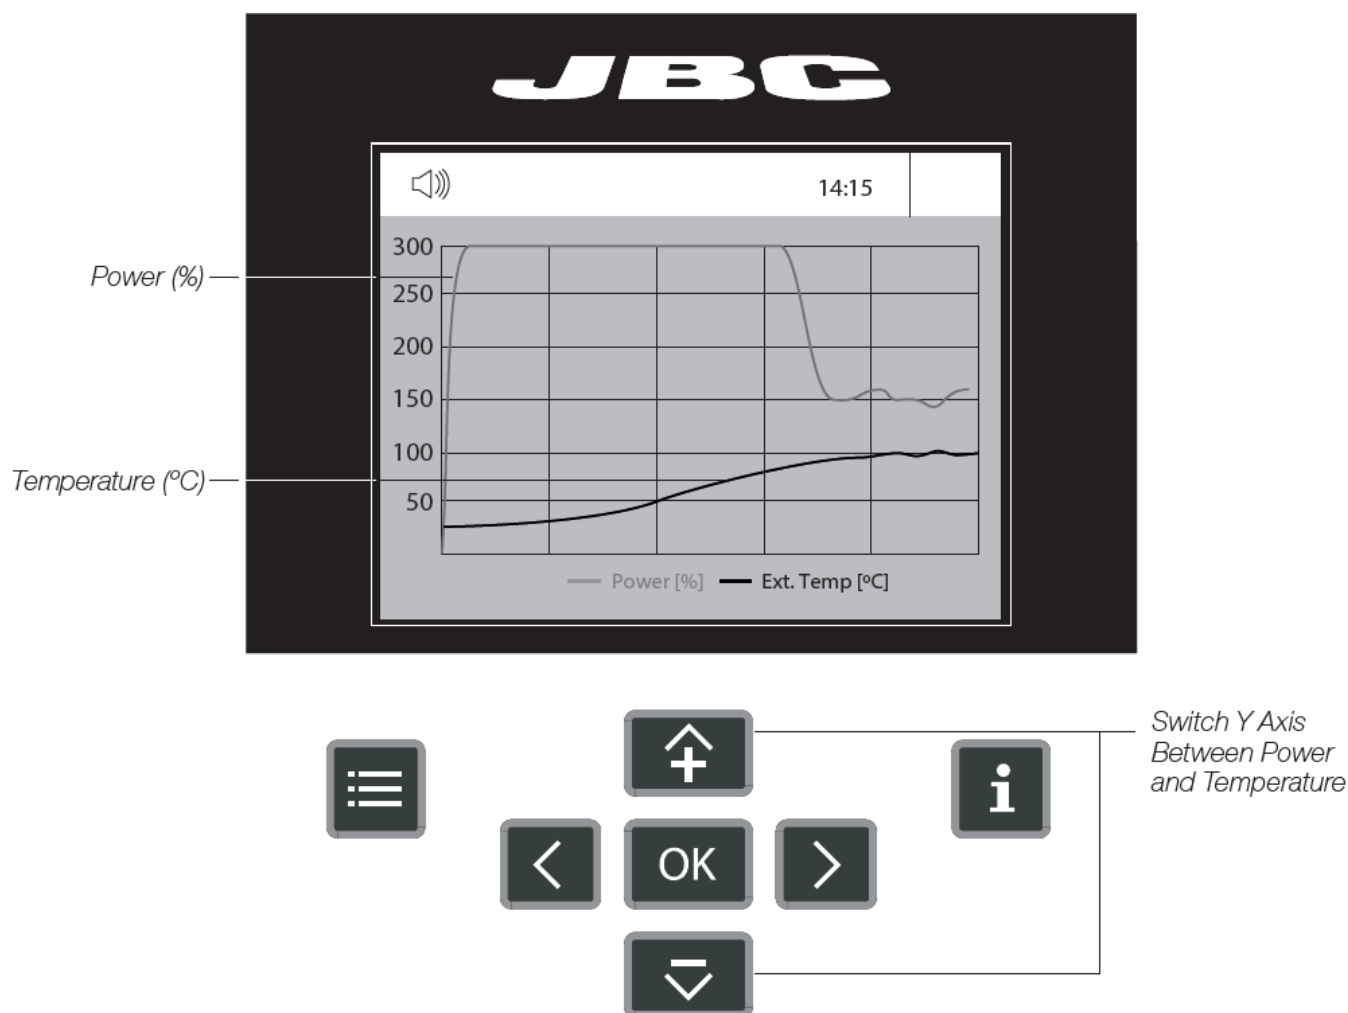 JBC
14:15
300
Power (%)
250
200
150
100
Temperature (ºC)
50
Power [%] Ext. Temp [ºC]
Switch Y Axis
Between Power
and Temperature
i
OK